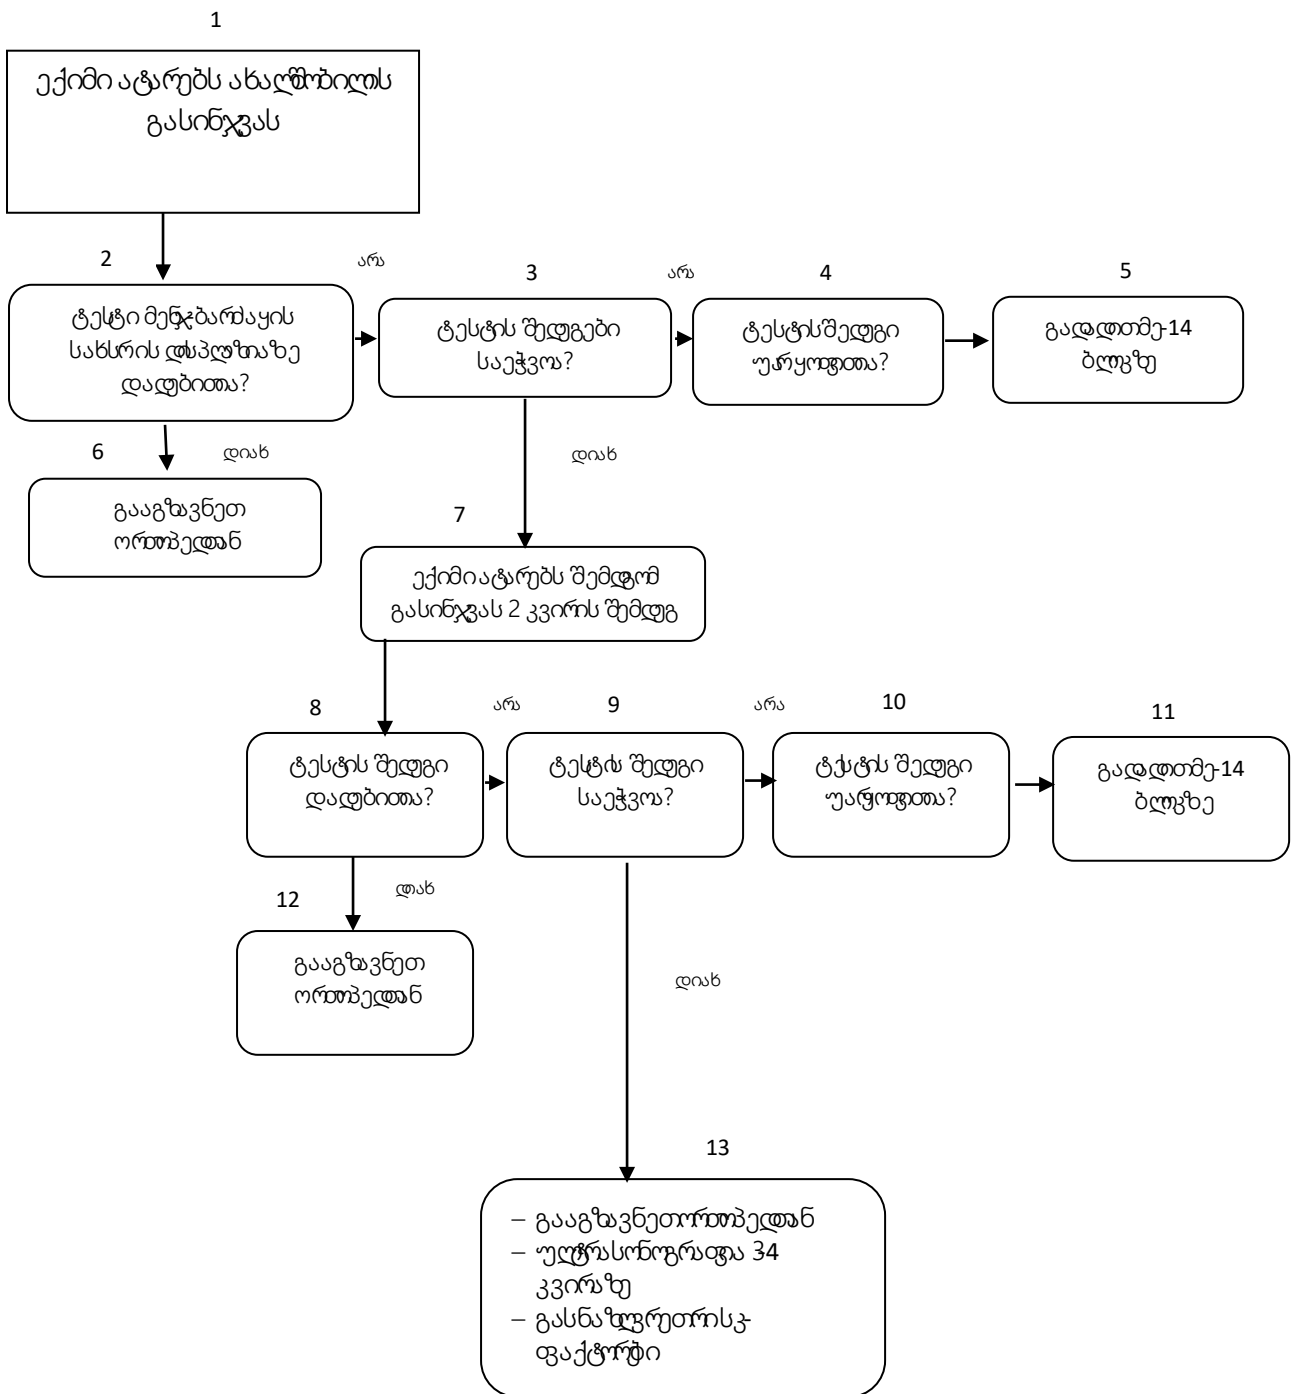 1
ექიმი ატარებს ახალშობილის
გასინჯვას
2
არა
3
არა
4
5
ტესტი მენჯ-ბარძაყის
სახსრის დისპლაზიაზე
დადებითია?
ტესტის შედეგები
საეჭვოა?
ტესტის შედეგი
უარყოფითია?
გადადით მე-14
ბლოკზე
6
დიახ
დიახ
გააგზავნეთ
ორთოპედთან
7
ექიმი ატარებს შემდგომ
გასინჯვას 2 კვირის შემდეგ
8
არა
9
არა
10
11
ტესტის შედეგი
დადებითია?
ტესტის შედეგი
საეჭვოა?
ტესტის შედეგი
უარყოფითია?
გადადით მე-14
ბლოკზე
12
დიახ
გააგზავნეთ
ორთოპედთან
დიახ
13
– გააგზავნეთ ორთოპედთან
– ულტრასონოგრაფია 3-4
კვირაზე
– განსაზღვრეთ რისკ-
ფაქტორები